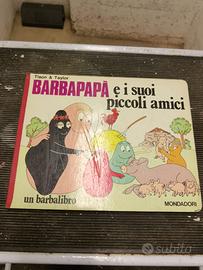 Tison & Taylor
BARBAPAPÀ e i suoi
piccoli amici
un barbalibro
MONDADORI
subito